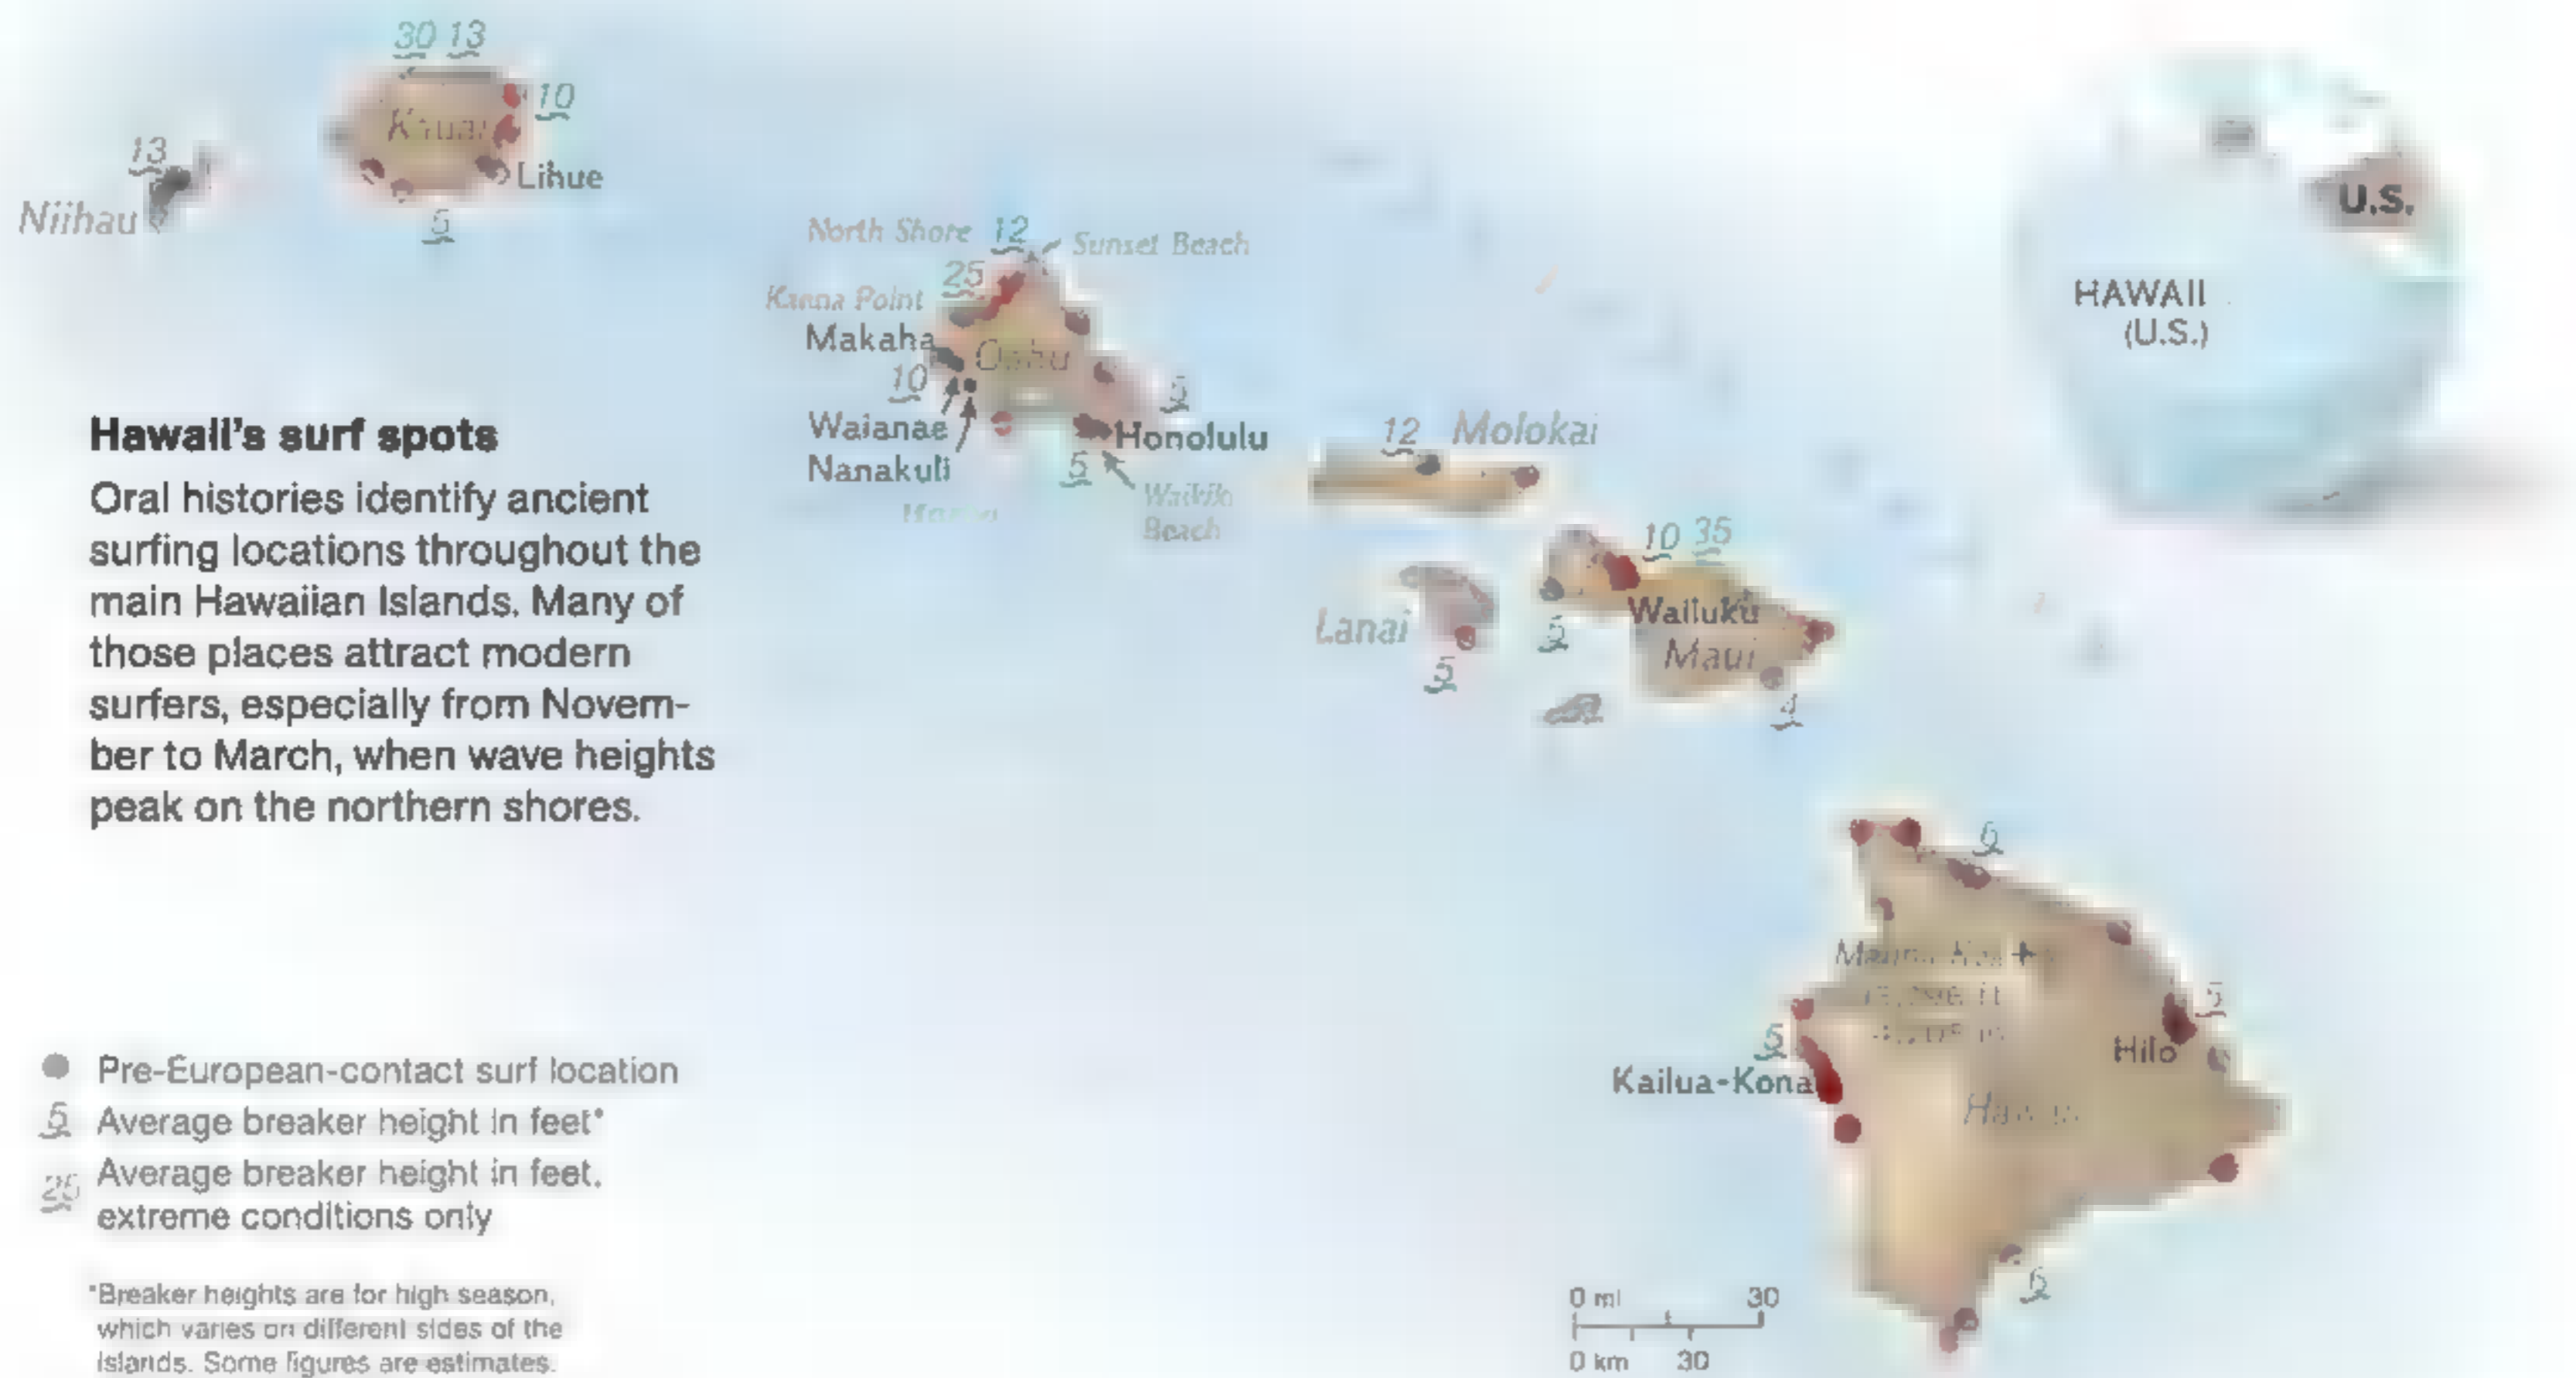 30 13
10
Kauai
13
Lihue
Niihau
5
North Shore 12 Sunset Beach
25
Point
Makaha
Oahu
10
5
Waianae
Honolulu
Nanakuli
5
Beach
12 Molokai
10 35
Wailuku
Lanai
5
Maui
5
4
U.S.
HAWAII
(U.S.)
Hawaii's surf spots
Oral histories identify ancient
surfing locations throughout the
main Hawaiian Islands. Many of
those places attract modern
surfers, especially from Novem-
ber to March, when wave heights
peak on the northern shores.
6
5
Hilo
5
Kailua-Kona
Pre-European-contact surf location
5 Average breaker height in feet*
25 Average breaker height in feet,
extreme conditions only
*Breaker heights are for high season,
which varies on different sides of the
islands. Some figures are estimates.
0 mi 30
0 km 30